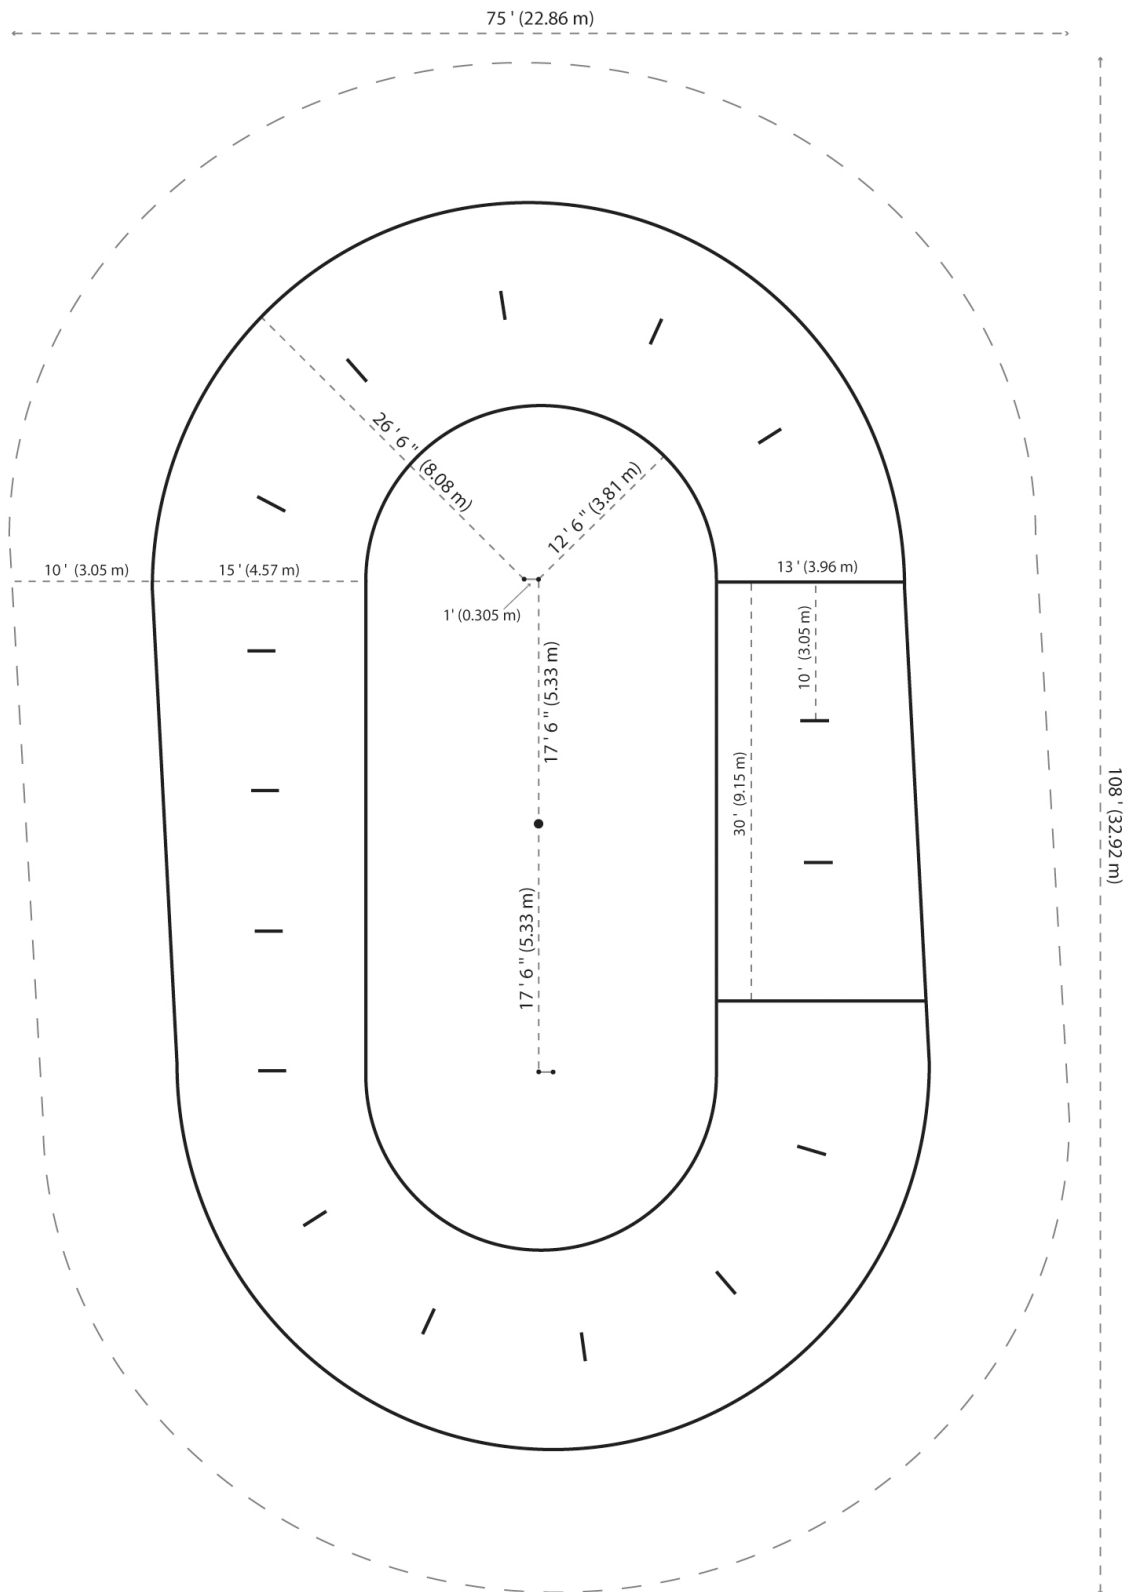 75 ' (22.86 m)
26 ' 6 " (8.08 m)
12 ' 6 " (3.81 m)
10 ' (3.05 m)
15 ' (4.57 m)
13 ' (3.96 m)
1' (0.305 m)
10 ' (3.05 m)
17 ' 6 " (5.33 m)
30 ' (9.15 m)
108 ' (32.92 m)
17 ' 6 " (5.33 m)